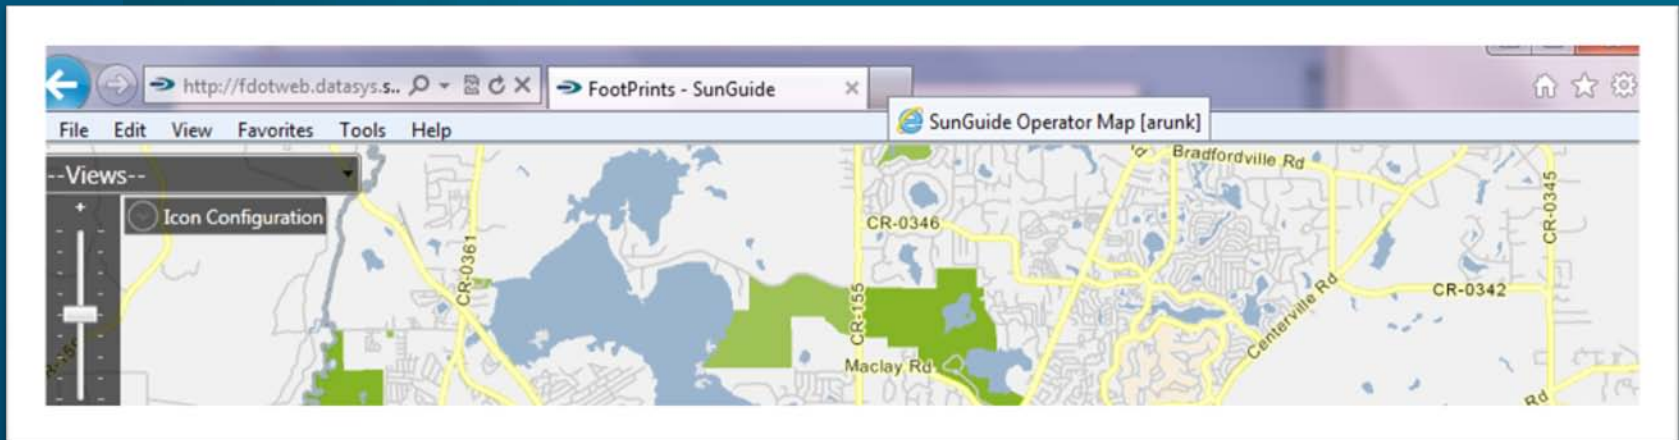 http://fdotweb.datasys.s..
FootPrints - SunGuide
SunGuide Operator Map [arunk]
File Edit View Favorites Tools Help
--Views--
Icon Configuration
+
Bradfordville Rd
CR-0346
CR-0345
CR-0361
CR-155
CR-0342
Centerville Rd
Maclay Rd
Rd